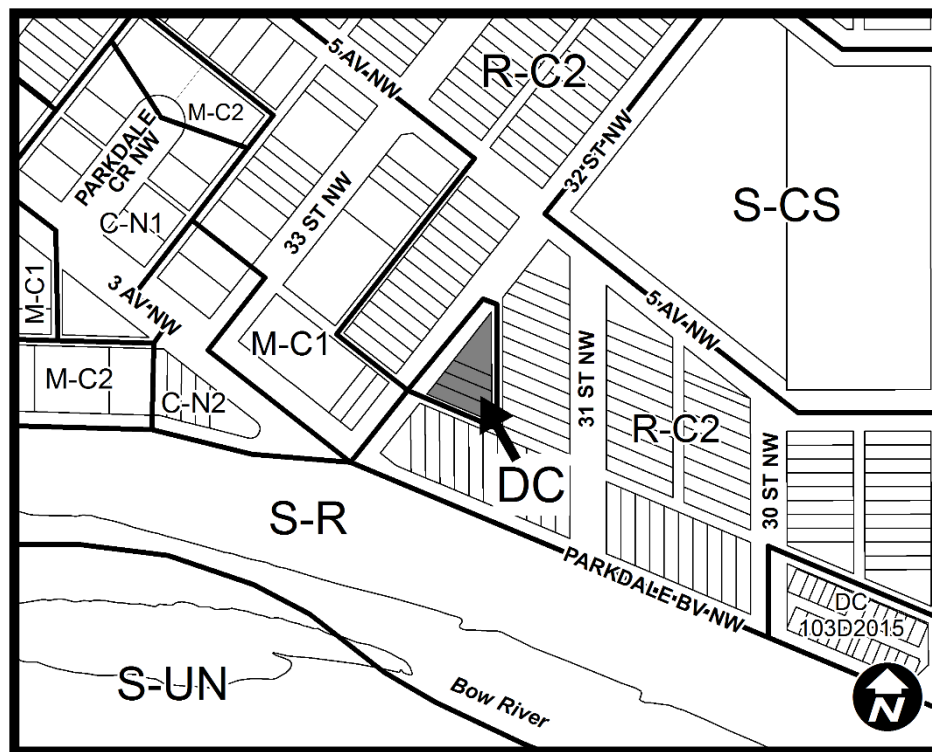 5 AV NW
R-C2
M-C2
PARKDALE
CR NW
32 ST NW
S-CS
33 ST NW
C-N1
M-C1
3 AV NW
5 AV NW
M-C1
M-C2
31 ST NW
C-N2
R-C2
DC
30 ST NW
S-R
PARKDALE BV NW
DC
103D2015
S-UN
Bow River
N